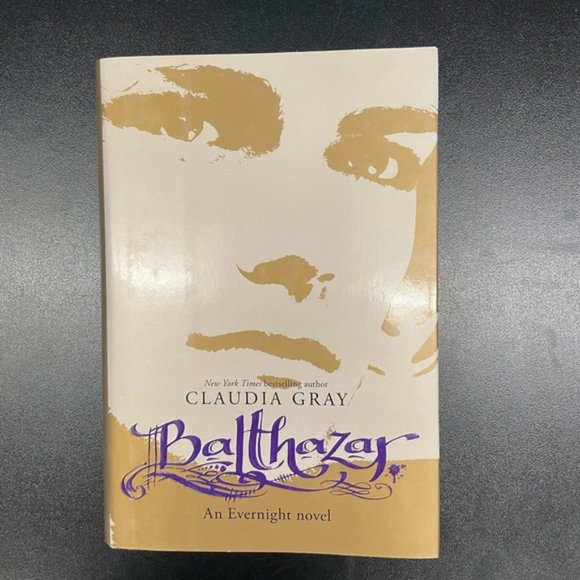 New York Times bestselling author
CLAUDIA GRAY
Balthazar
An Evernight novel